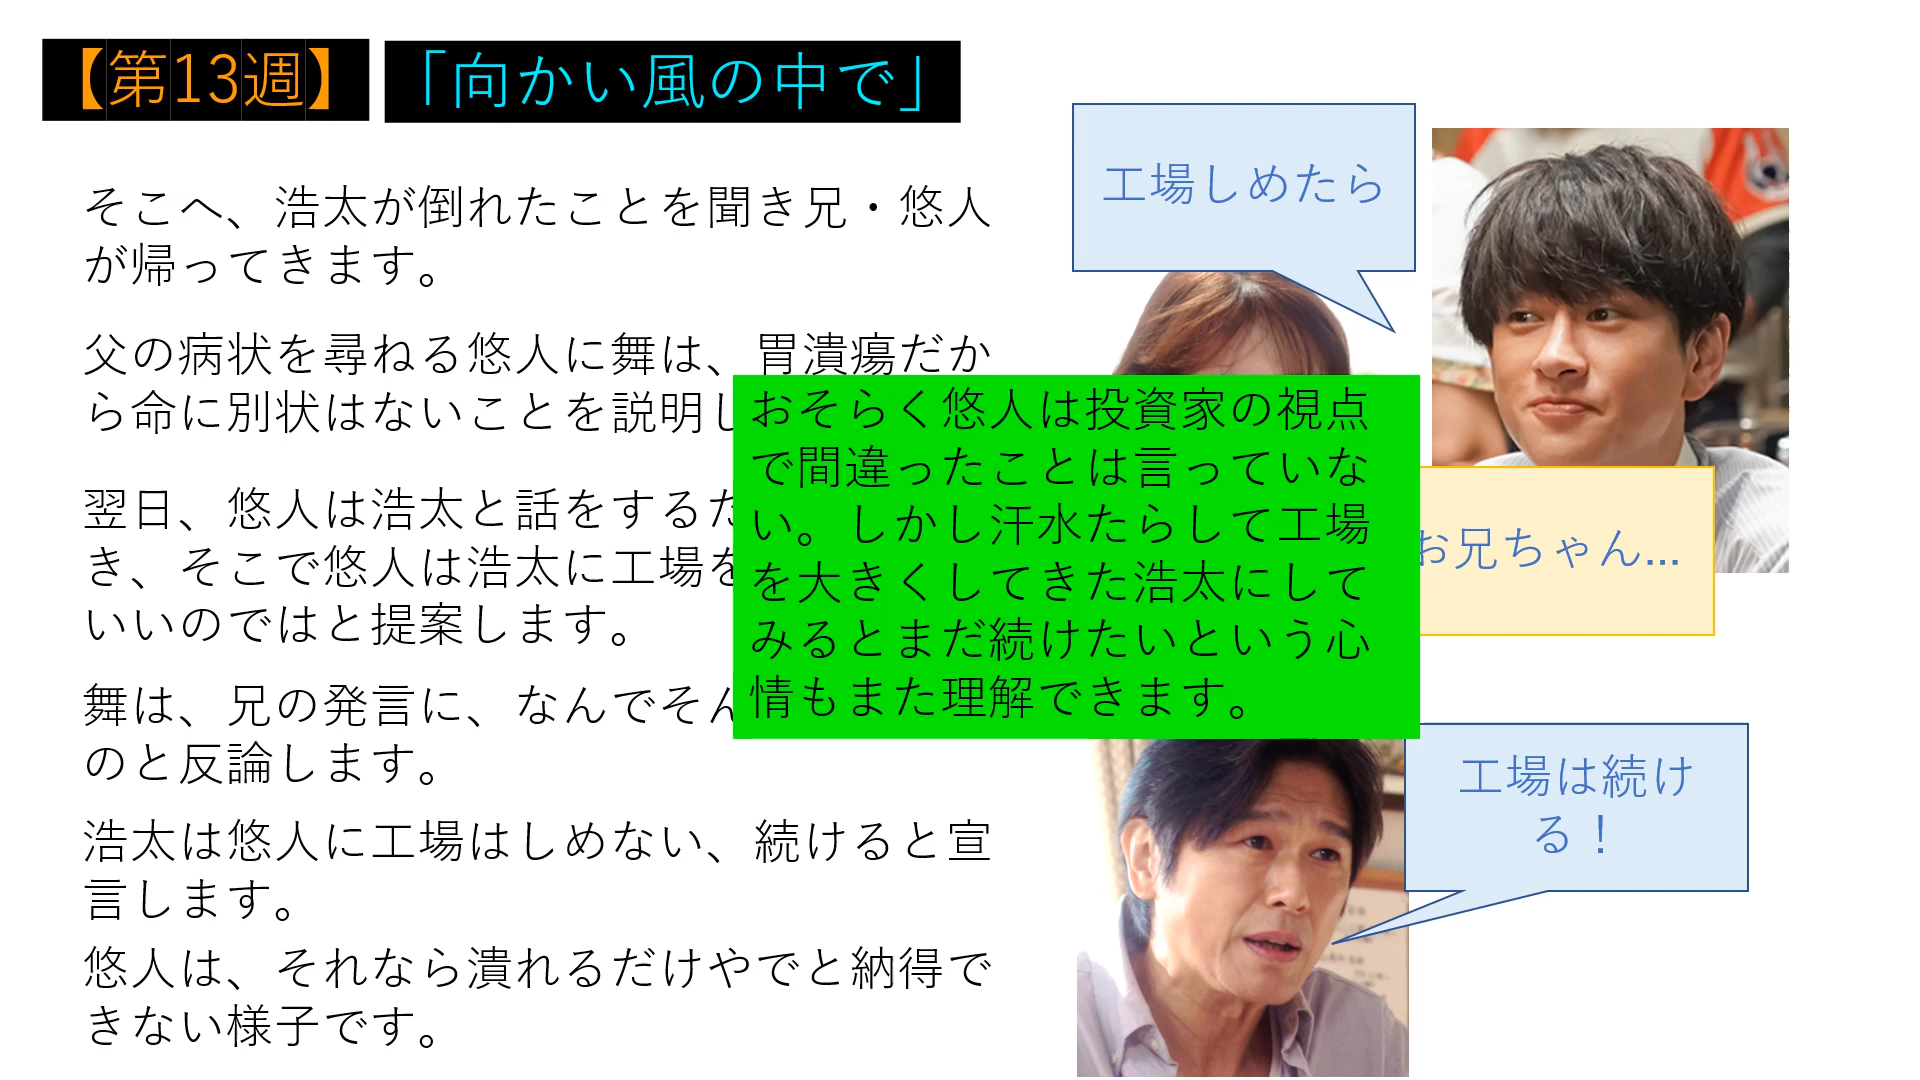 【第13週】「向かい風の中で」
そこへ、浩太が倒れたことを聞き兄・悠人
が帰ってきます。
父の病状を尋ねる悠人に舞は、胃潰瘍だか
ら命に別状はないことを説明し
翌日、悠人は浩太と話をする
き、そこで悠人は浩太に工場を
いいのではと提案します。
舞は、兄の発言に、なんでそん
のと反論します。
浩太は悠人に工場はしめない、続けると宣
言します。
悠人は、それなら潰れるだけやでと納得で
きない様子です。
工場しめたら
おそらく悠人は投資家の視点
で間違ったことは言っていな
い。しかし汗水たらして工場
を大きくしてきた浩太にして
みるとまだ続けたいという心
情もまた理解できます。
お兄ちゃん...
工場は続け
る！